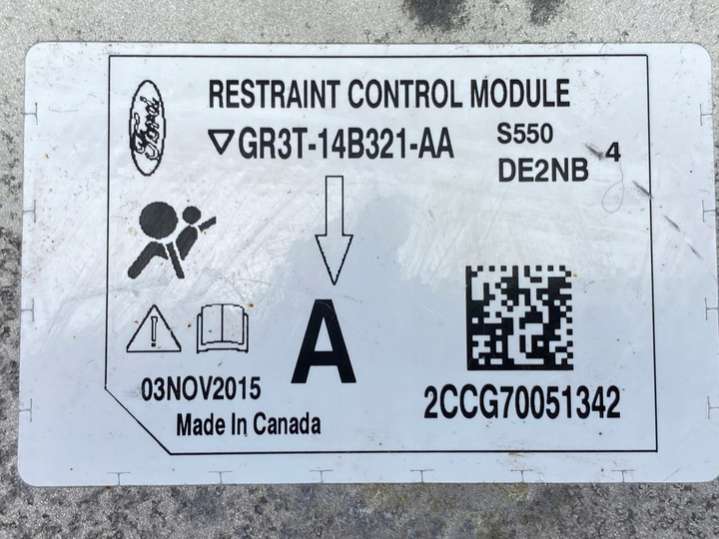 Ford
RESTRAINT CONTROL MODULE
GR3T-14B321-AA
S550
DE2NB
4
A
03NOV2015
Made In Canada
2CCG70051342